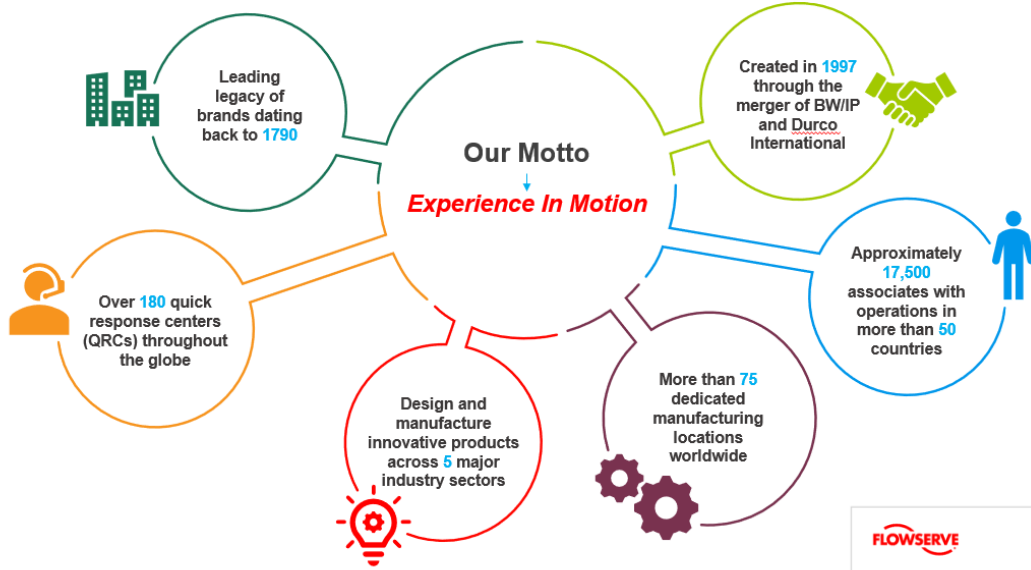 Leading
legacy of
brands dating
back to 1790
Created in 1997
through the
merger of BW/IP
and Durco
International
Our Motto
Experience In Motion
Approximately
17,500
associates with
operations in
more than 50
countries
Over 180 quick
response centers
(QRCs) throughout
the globe
Design and
manufacture
innovative products
across 5 major
industry sectors
More than 75
dedicated
manufacturing
locations
worldwide
FLOWSERVE